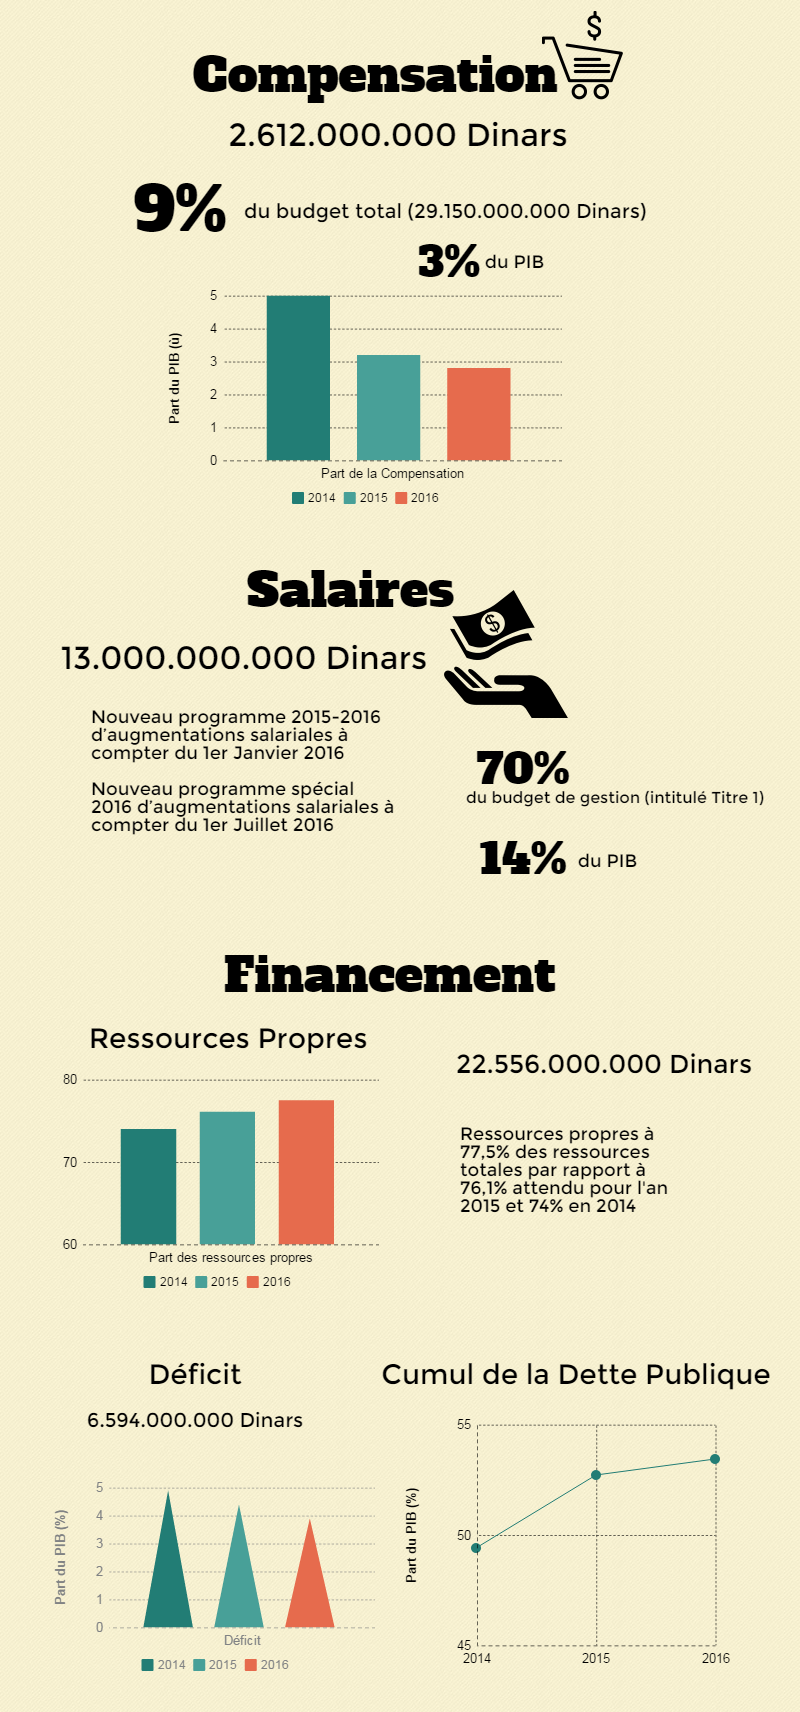 $
Compensation
2.612.000.000 Dinars
9% du budget total (29.150.000.000 Dinars)
3% du PIB
5
4
3
2
1
0
Part du PIB (ù)
Part de la Compensation
2014 2015 2016
Salaires
$
13.000.000.000 Dinars
Nouveau programme 2015-2016
d’augmentations salariales à
compter du 1er Janvier 2016
Nouveau programme spécial
2016 d’augmentations salariales à
compter du 1er Juillet 2016
70%
du budget de gestion (intitulé Titre 1)
14% du PIB
Financement
Ressources Propres
80
70
60
Part des ressources propres
2014 2015 2016
22.556.000.000 Dinars
Ressources propres à
77,5% des ressources
totales par rapport à
76,1% attendu pour l'an
2015 et 74% en 2014
Déficit
6.594.000.000 Dinars
5
4
3
2
1
0
Part du PIB (%)
Déficit
2014 2015 2016
Cumul de la Dette Publique
55
50
45
Part du PIB (%)
2014 2015 2016